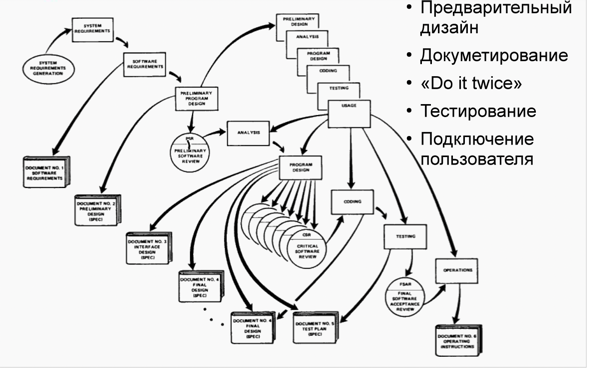 PRELIMINARY
DESIGN
ANALYSIS
PROGRAM
DESIGN
CODING
TESTING
USAGE
SYSTEM
REQUIREMENTS
SYSTEM
REQUIREMENTS
GENERATION
SOFTWARE
REQUIREMENTS
PRELIMINARY
PROGRAM
DESIGN
ANALYSIS
PRELIMINARY
SOFTWARE
REVIEW
PROGRAM
DESIGN
DOCUMENT NO. 1
SOFTWARE
REQUIREMENTS
DOCUMENT NO. 2
PRELIMINARY
DESIGN
(SPEC)
DOCUMENT NO. 3
INTERFACE
DESIGN
(SPEC)
DOCUMENT NO. 4
FINAL
DESIGN
(SPEC)
CODING
CSR
CRITICAL
SOFTWARE
REVIEW
TESTING
OPERATIONS
FSAR
FINAL
SOFTWARE
ACCEPTANCE
REVIEW
DOCUMENT NO. 4
FINAL
DESIGN
(SPEC)
DOCUMENT NO. 5
TEST PLAN
(SPEC)
DOCUMENT NO. 6
OPERATING
INSTRUCTIONS
• Предварительный
дизайн
• Докуметирование
• «Do it twice»
• Тестирование
• Подключение
пользователя